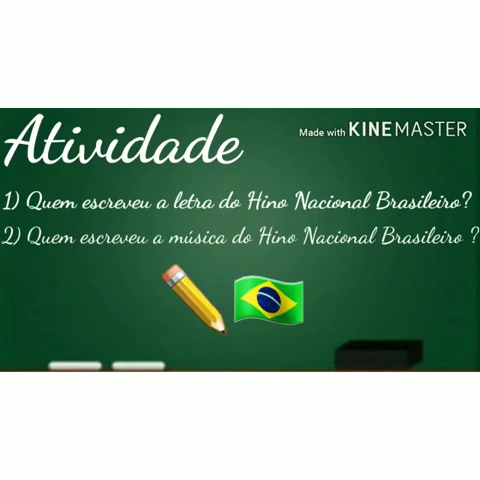 Atividade
Made with KINEMASTER
1) Quem escreveu a letra do Hino Nacional Brasileiro?
2) Quem escreveu a música do Hino Nacional Brasileiro ?